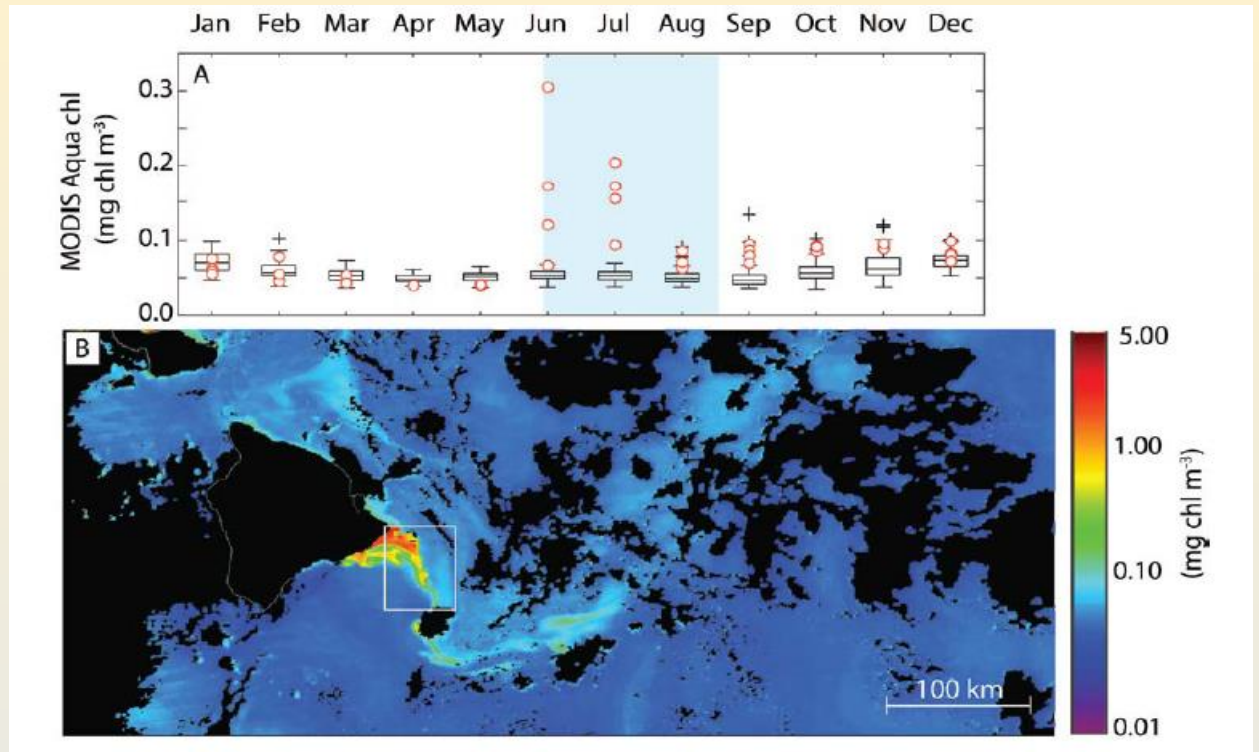 Jan Feb Mar Apr May Jun Jul Aug Sep Oct Nov Dec
A
MODIS Aqua chl
(mg chl m⁻³)
0.3
0.2
0.1
0.0
B
5.00
1.00
0.10
0.01
(mg chl m⁻³)
100 km